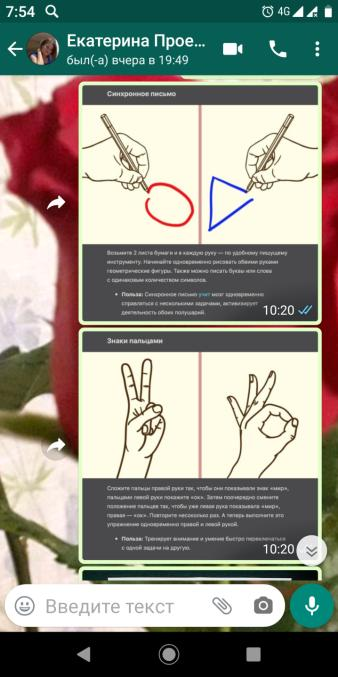 7:54
4G
Екатерина Прое...
был(-а) вчера в 19:49
Синхронное письмо
Возьмите 2 листа бумаги и в каждую руку — по удобному пишущему
инструменту. Начинайте одновременно рисовать обеими руками
геометрические фигуры. Также можно писать буквы или слова
с одинаковым количеством символов.
• Польза: Синхронное письмо учит мозг одновременно
справляться с несколькими задачами, активизирует
деятельность обоих полушарий.
10:20
Знаки пальцами
Сложите пальцы правой руки так, чтобы они показывали знак «мир»,
пальцами левой руки покажите «ок». Затем поочередно смените
положение пальцев так, чтобы уже левая рука показывала «мир»,
правая — «ок». Повторите несколько раз. А теперь выполните это
упражнение одновременно правой и левой рукой.
• Польза: Тренирует внимание и умение быстро переключаться
с одной задачи на другую.
10:20
Введите текст